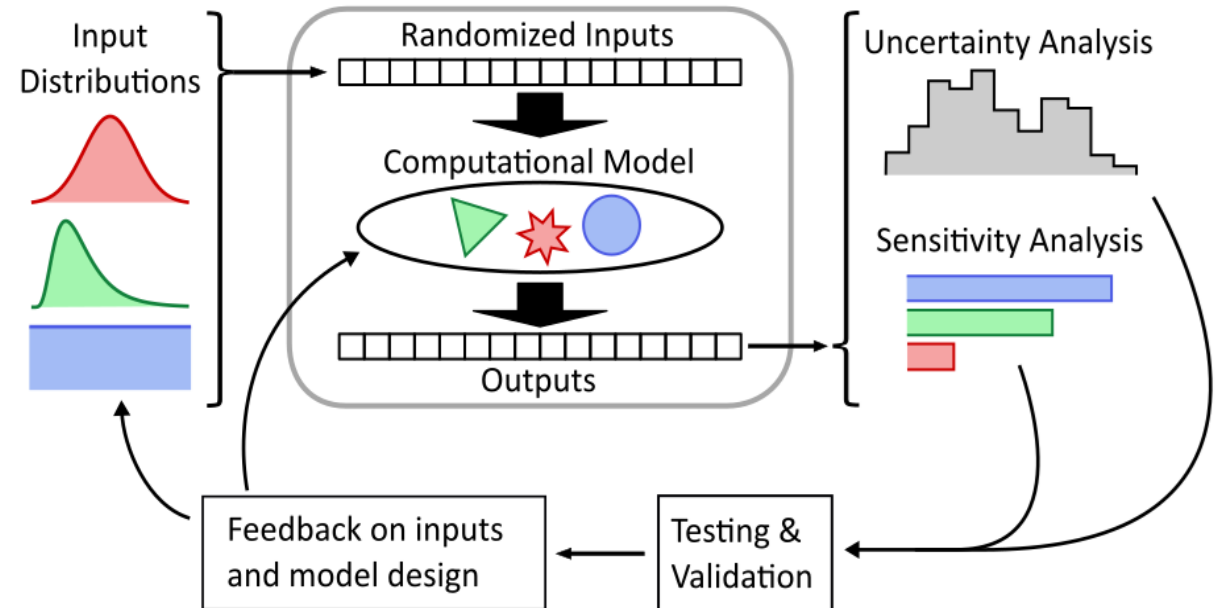 Input
Distributions
Randomized Inputs
Computational Model
Outputs
Uncertainty Analysis
Sensitivity Analysis
Feedback on inputs
and model design
Testing &
Validation